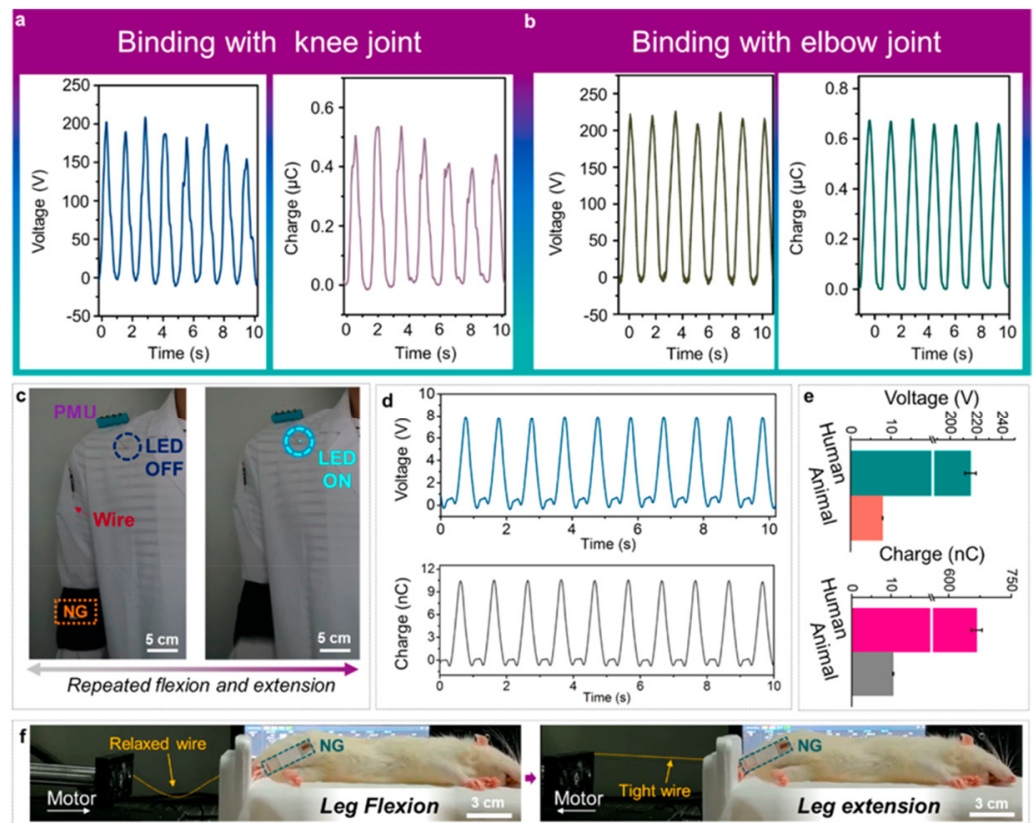 a
Binding with knee joint
250
200
150
100
50
0
-50
Voltage (V)
0 2 4 6 8 10
Time (s)
0.6
0.4
0.2
0.0
Charge (μC)
0 2 4 6 8 10
Time (s)
b
Binding with elbow joint
250
200
150
100
50
0
-50
Voltage (V)
0 2 4 6 8 10
Time (s)
0.8
0.6
0.4
0.2
0.0
Charge (μC)
0 2 4 6 8 10
Time (s)
c
PMU
LED
OFF
Wire
NG
5 cm
LED
ON
5 cm
Repeated flexion and extension
d
10
8
6
4
2
0
Voltage (V)
0 2 4 6 8 10
Time (s)
12
9
6
3
0
Charge (nC)
0 2 4 6 8 10
Time (s)
e
Voltage (V)
0 10 200 220 240
Human
Animal
Charge (nC)
0 10 600 750
Human
Animal
f
Relaxed wire
NG
Motor
Leg Flexion
3 cm
NG
Tight wire
Motor
Leg extension
3 cm